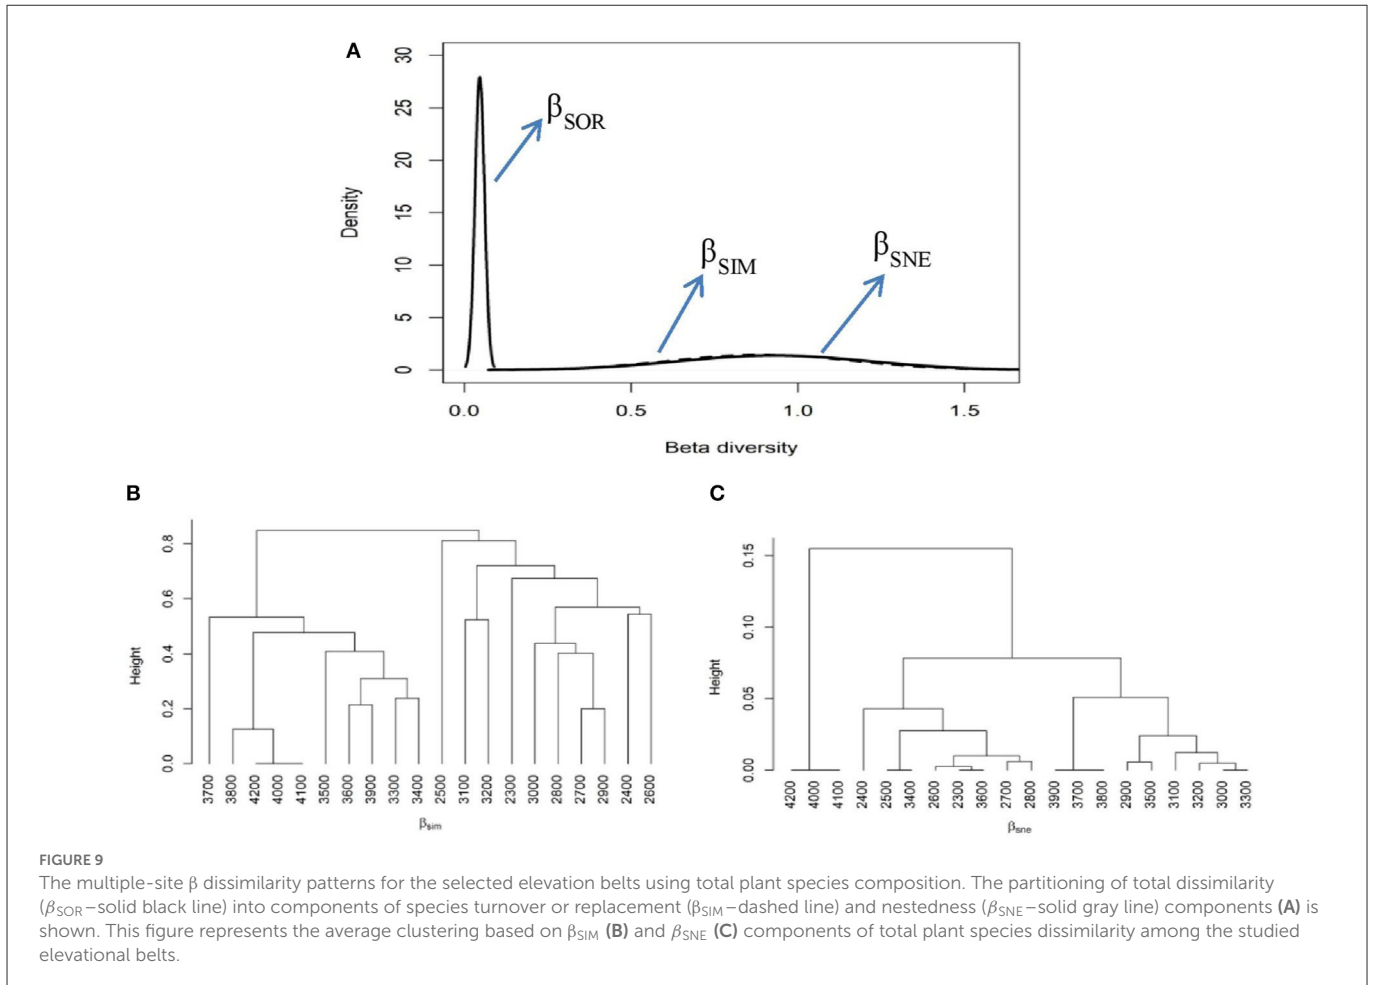 A
30
25
20
15
10
5
0
Density
βSOR
βSIM
βSNE
0.0 0.5 1.0 1.5
Beta diversity
B
0.8
0.6
0.4
0.2
0.0
Height
3700 3800 4200 4000 4100 3500 3600 3900 3300 3400 2500 3100 3200 2300 3000 2800 2700 2900 2400 2600
βsim
C
0.15
0.10
0.05
0.00
Height
4200 4000 4100 2400 2500 3400 2600 2300 3600 2700 2800 3900 3700 3800 2900 3500 3100 3200 3000 3300
βsne
FIGURE 9
The multiple-site β dissimilarity patterns for the selected elevation belts using total plant species composition. The partitioning of total dissimilarity
(βSOR–solid black line) into components of species turnover or replacement (βSIM–dashed line) and nestedness (βSNE–solid gray line) components (A) is
shown. This figure represents the average clustering based on βSIM (B) and βSNE (C) components of total plant species dissimilarity among the studied
elevational belts.